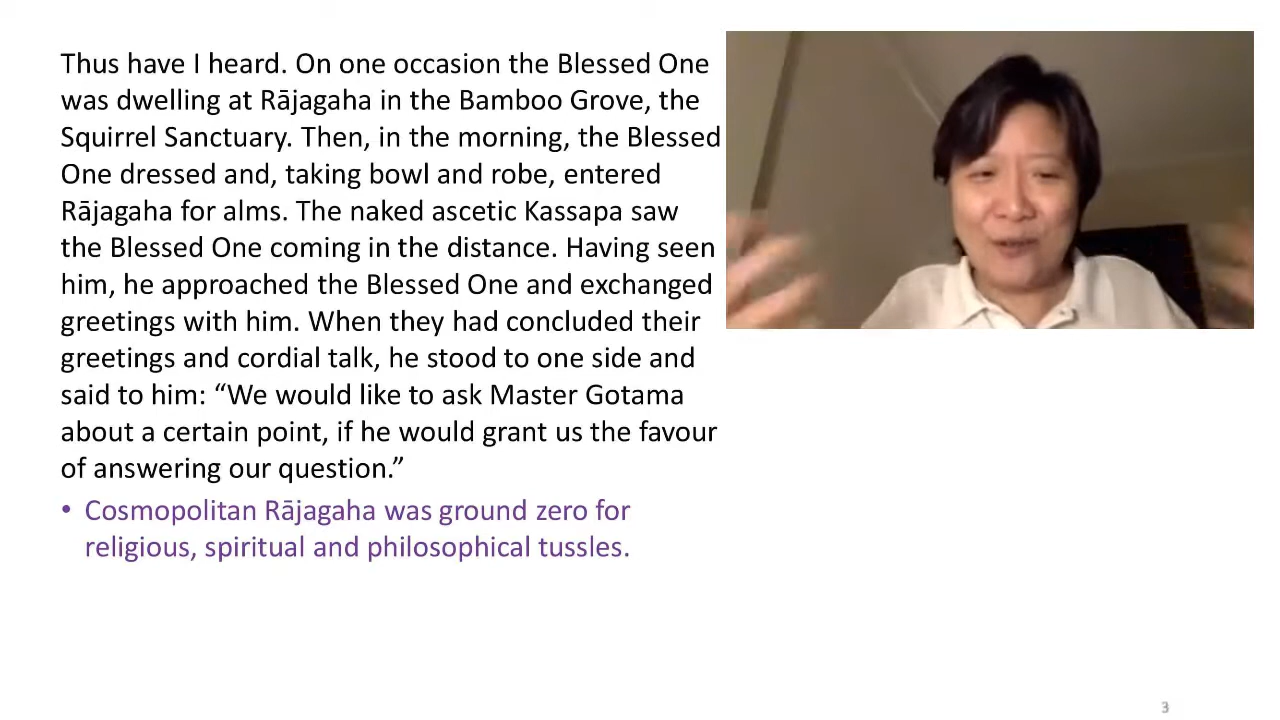 Thus have I heard. On one occasion the Blessed One
was dwelling at Rājagaha in the Bamboo Grove, the
Squirrel Sanctuary. Then, in the morning, the Blessed
One dressed and, taking bowl and robe, entered
Rājagaha for alms. The naked ascetic Kassapa saw
the Blessed One coming in the distance. Having seen
him, he approached the Blessed One and exchanged
greetings with him. When they had concluded their
greetings and cordial talk, he stood to one side and
said to him: “We would like to ask Master Gotama
about a certain point, if he would grant us the favour
of answering our question.”
• Cosmopolitan Rājagaha was ground zero for
religious, spiritual and philosophical tussles.
3